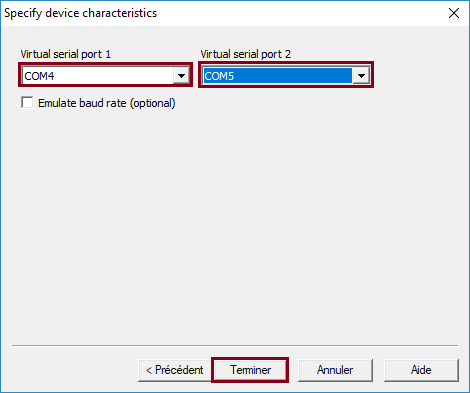 Specify device characteristics
Virtual serial port 1 Virtual serial port 2
COM4 COM5
Emulate baud rate (optional)
< Précédent Terminer Annuler Aide